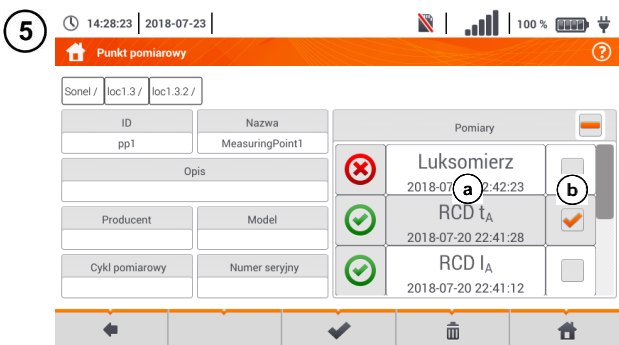 5
14:28:23 2018-07-23 100 %
Punkt pomiarowy ?
Sonel / loc1.3 / loc1.3.2 /
ID Nazwa
pp1 MeasuringPoint1
Opis
Producent Model
Cykl pomiarowy Numer seryjny
Pomiary
Luksomierz
2018-07 2:42:23
a b
RCD tA
2018-07-20 22:41:28
RCD IA
2018-07-20 22:41:12